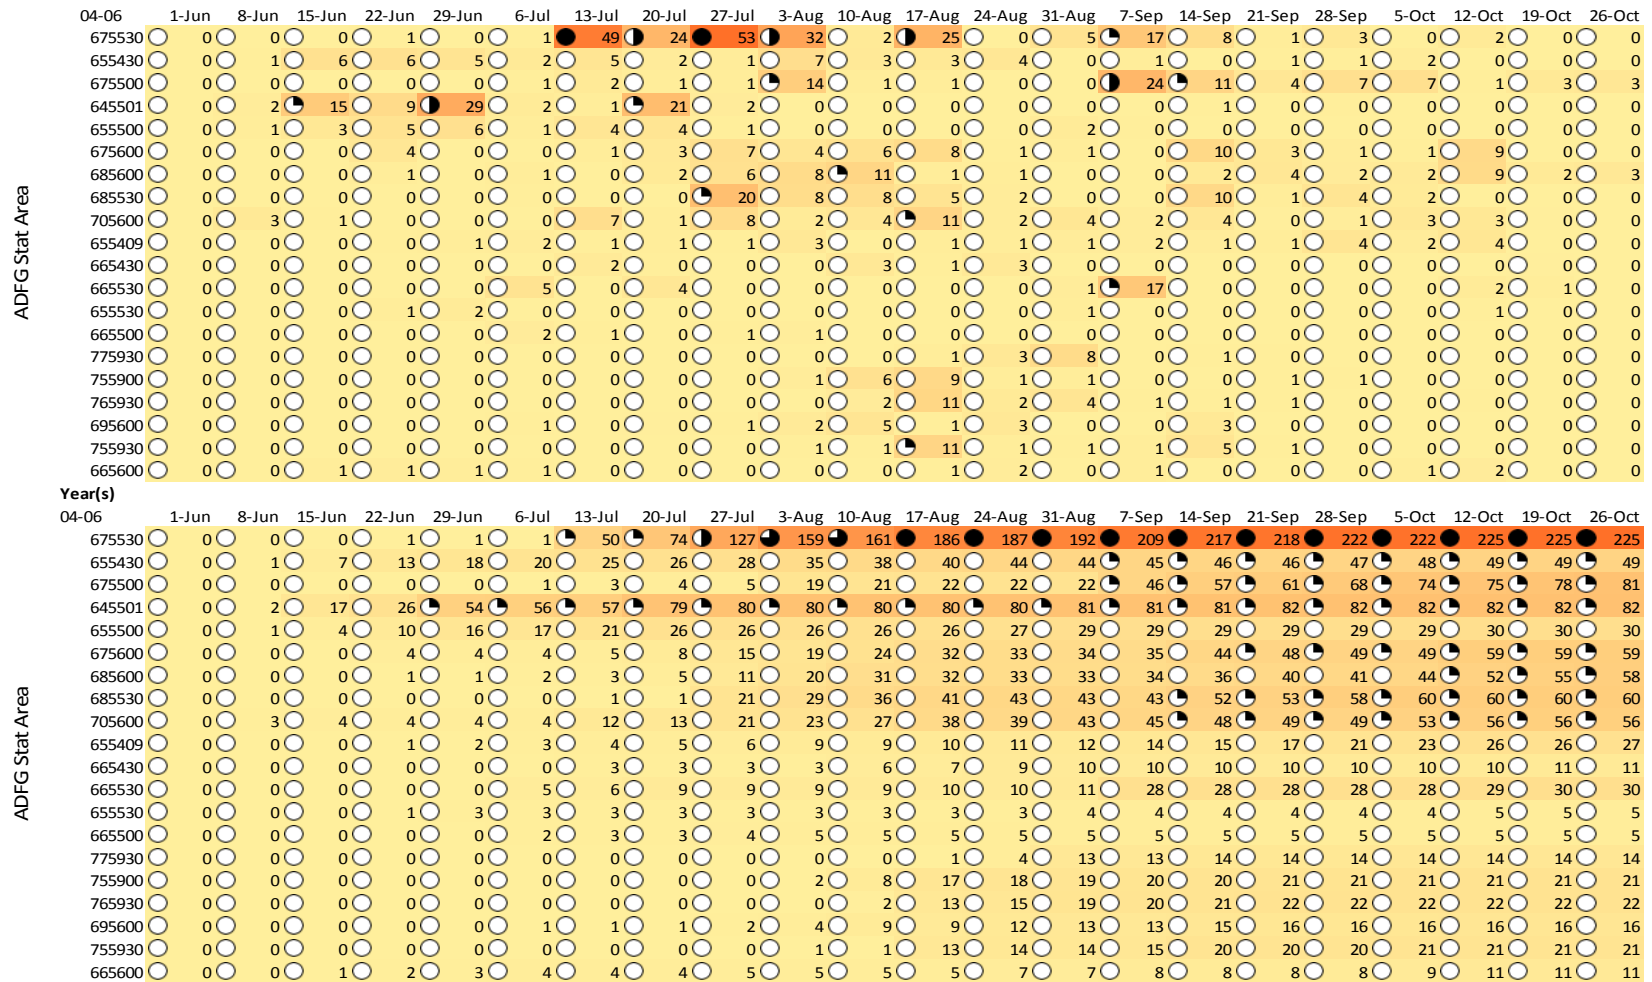 04-06 1-Jun 8-Jun 15-Jun 22-Jun 29-Jun 6-Jul 13-Jul 20-Jul 27-Jul 3-Aug 10-Aug 17-Aug 24-Aug 31-Aug 7-Sep 14-Sep 21-Sep 28-Sep 5-Oct 12-Oct 19-Oct 26-Oct
675530 0 0 0 1 0 1 49 24 53 32 2 25 0 5 17 8 1 3 0 2 0 0
655430 0 1 6 6 5 2 5 2 1 7 3 3 4 0 1 0 1 1 2 0 0 0
675500 0 0 0 0 0 1 2 1 1 14 1 1 0 0 24 11 4 7 7 1 3 3
645501 0 2 15 9 29 2 1 21 2 0 0 0 0 0 0 1 0 0 0 0 0 0
655500 0 1 3 5 6 1 4 4 1 0 0 0 0 2 0 0 0 0 0 0 0 0
675600 0 0 0 4 0 0 1 3 7 4 6 8 1 1 0 10 3 1 1 9 0 0
685600 0 0 0 1 0 1 0 2 6 8 11 1 1 0 0 2 4 2 2 9 2 3
685530 0 0 0 0 0 0 0 0 20 8 8 5 2 0 0 10 1 4 2 0 0 0
705600 0 3 1 0 0 0 7 1 8 2 4 11 2 4 2 4 0 1 3 3 0 0
655409 0 0 0 0 1 2 1 1 1 3 0 1 1 1 2 1 1 4 2 4 0 0
665430 0 0 0 0 0 0 2 0 0 0 3 1 3 0 0 0 0 0 0 0 0 0
665530 0 0 0 0 0 5 0 4 0 0 0 0 0 1 17 0 0 0 0 2 1 0
655530 0 0 0 1 2 0 0 0 0 0 0 0 0 1 0 0 0 0 0 1 0 0
665500 0 0 0 0 0 2 1 0 1 1 0 0 0 0 0 0 0 0 0 0 0 0
775930 0 0 0 0 0 0 0 0 0 0 0 1 3 8 0 1 0 0 0 0 0 0
755900 0 0 0 0 0 0 0 0 0 1 6 9 1 1 0 0 1 1 0 0 0 0
765930 0 0 0 0 0 0 0 0 0 0 2 11 2 4 1 1 1 0 0 0 0 0
695600 0 0 0 0 0 1 0 0 1 2 5 1 3 0 0 3 0 0 0 0 0 0
755930 0 0 0 0 0 0 0 0 0 1 1 11 1 1 1 5 1 0 0 0 0 0
665600 0 0 1 1 1 1 0 0 0 0 0 1 2 0 1 0 0 0 1 2 0 0
ADFG Stat Area
Year(s)
04-06 1-Jun 8-Jun 15-Jun 22-Jun 29-Jun 6-Jul 13-Jul 20-Jul 27-Jul 3-Aug 10-Aug 17-Aug 24-Aug 31-Aug 7-Sep 14-Sep 21-Sep 28-Sep 5-Oct 12-Oct 19-Oct 26-Oct
675530 0 0 0 1 1 1 50 74 127 159 161 186 187 192 209 217 218 222 222 225 225 225
655430 0 1 7 13 18 20 25 26 28 35 38 40 44 44 45 46 46 47 48 49 49 49
675500 0 0 0 0 0 1 3 4 5 19 21 22 22 22 46 57 61 68 74 75 78 81
645501 0 2 17 26 54 56 57 79 80 80 80 80 80 81 81 81 82 82 82 82 82 82
655500 0 1 4 10 16 17 21 26 26 26 26 26 27 29 29 29 29 29 29 30 30 30
675600 0 0 0 4 4 4 5 8 15 19 24 32 33 34 35 44 48 49 49 59 59 59
685600 0 0 0 1 1 2 3 5 11 20 31 32 33 33 34 36 40 41 44 52 55 58
685530 0 0 0 0 0 0 1 1 21 29 36 41 43 43 43 52 53 58 60 60 60 60
705600 0 3 4 4 4 4 12 13 21 23 27 38 39 43 45 48 49 49 53 56 56 56
655409 0 0 0 1 2 3 4 5 6 9 9 10 11 12 14 15 17 21 23 26 26 27
665430 0 0 0 0 0 0 3 3 3 3 6 7 9 10 10 10 10 10 10 10 11 11
665530 0 0 0 0 0 5 6 9 9 9 9 10 10 11 28 28 28 28 28 29 30 30
655530 0 0 0 1 3 3 3 3 3 3 3 3 3 4 4 4 4 4 4 5 5 5
665500 0 0 0 0 0 2 3 3 4 5 5 5 5 5 5 5 5 5 5 5 5 5
775930 0 0 0 0 0 0 0 0 0 0 0 1 4 13 13 14 14 14 14 14 14 14
755900 0 0 0 0 0 0 0 0 0 2 8 17 18 19 20 20 21 21 21 21 21 21
765930 0 0 0 0 0 0 0 0 0 0 2 13 15 19 20 21 22 22 22 22 22 22
695600 0 0 0 0 0 1 1 1 2 4 9 9 12 13 13 15 16 16 16 16 16 16
755930 0 0 0 0 0 0 0 0 0 1 1 13 14 14 15 20 20 20 21 21 21 21
665600 0 0 1 2 3 4 4 4 5 5 5 5 7 7 8 8 8 8 9 11 11 11
ADFG Stat Area